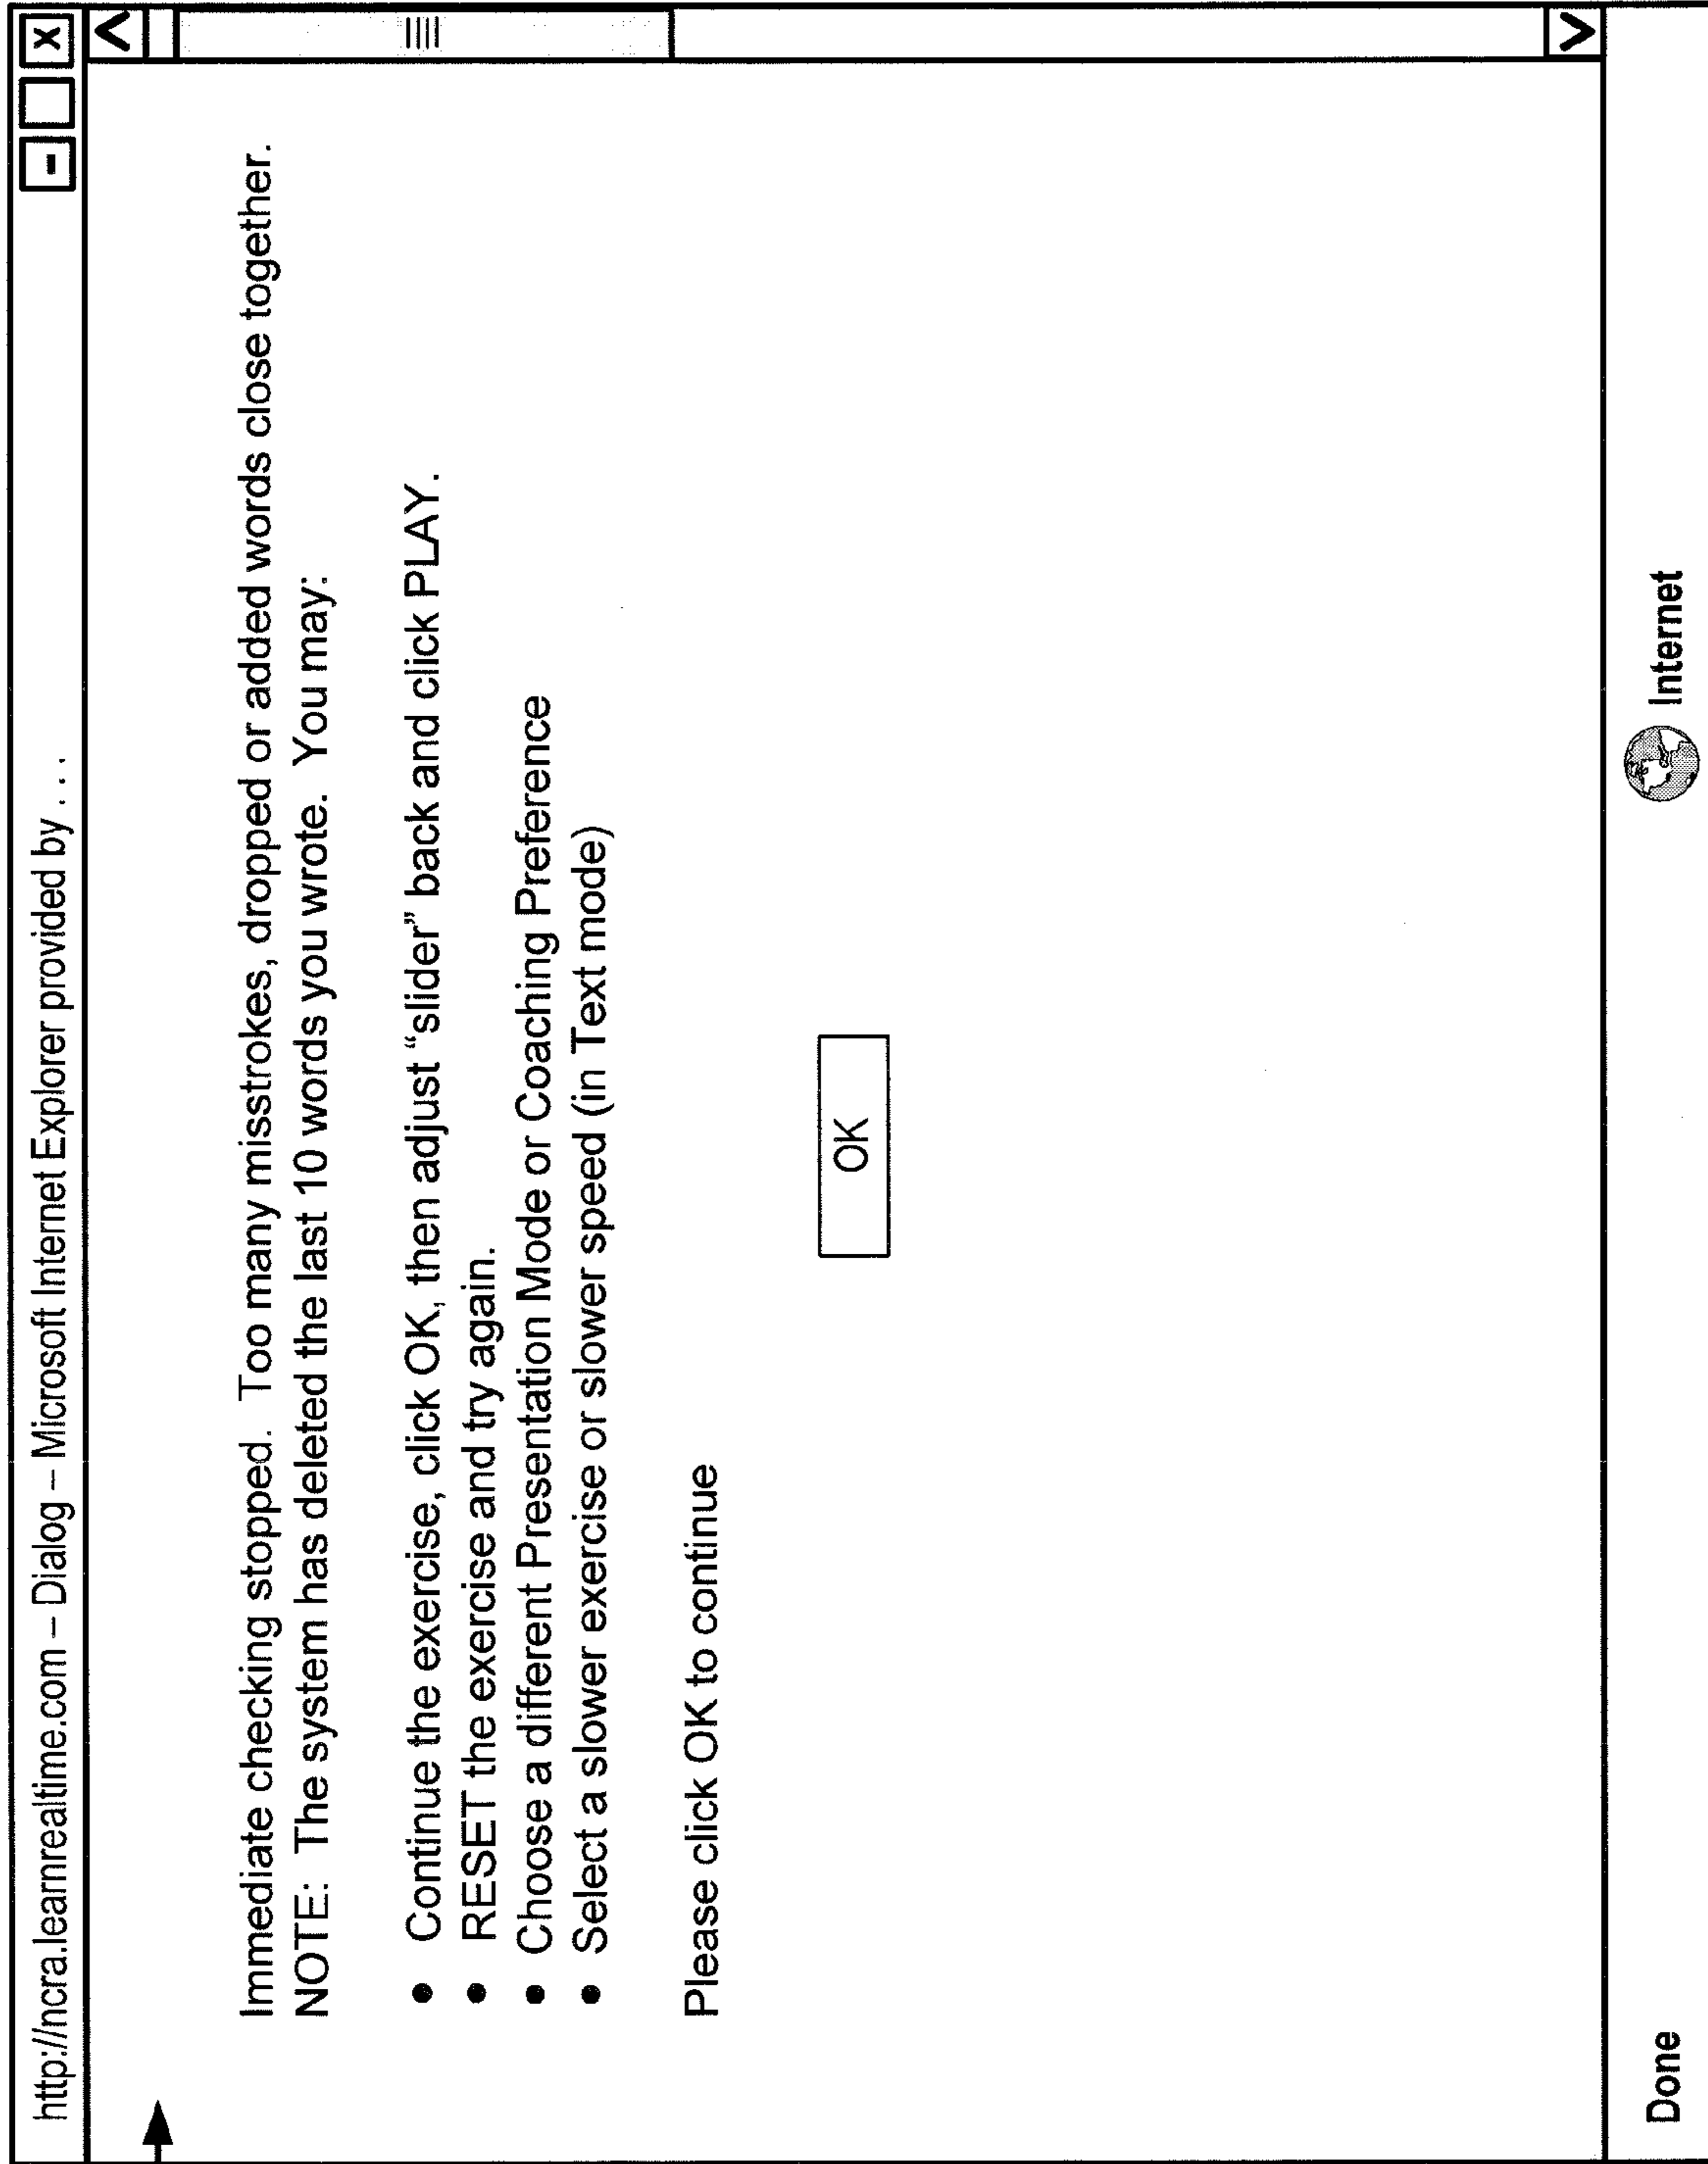 http://ncra.learnrealtime.com – Dialog – Microsoft Internet Explorer provided by . . .
Immediate checking stopped. Too many misstrokes, dropped or added words close together.
NOTE: The system has deleted the last 10 words you wrote. You may:
• Continue the exercise, click OK, then adjust “slider” back and click PLAY.
• RESET the exercise and try again.
• Choose a different Presentation Mode or Coaching Preference
• Select a slower exercise or slower speed (in Text mode)
Please click OK to continue
OK
Done
Internet